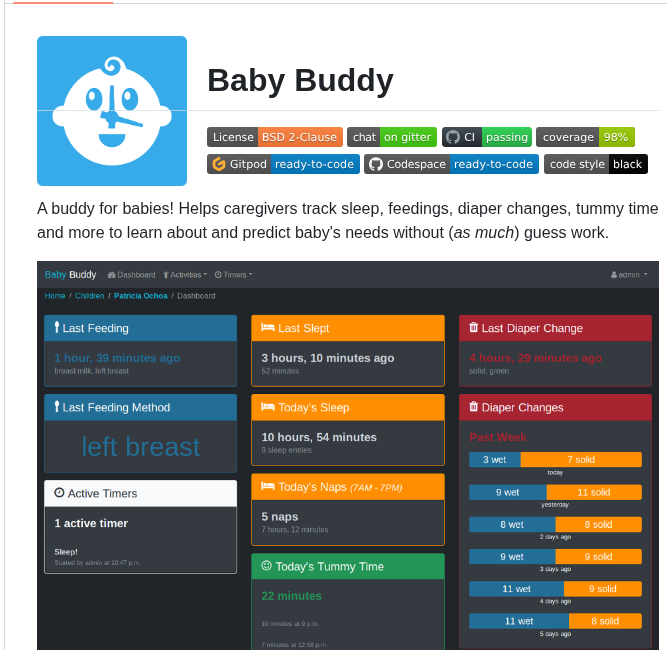 Baby Buddy
License BSD 2-Clause chat on gitter CI passing coverage 98%
Gitpod ready-to-code Codespace ready-to-code code style black
A buddy for babies! Helps caregivers track sleep, feedings, diaper changes, tummy time
and more to learn about and predict baby's needs without (as much) guess work.
Baby Buddy Dashboard Activities Timers admin
Home / Children / Patricia Ochoa / Dashboard
Last Feeding
1 hour, 39 minutes ago
breast milk, left breast
Last Feeding Method
left breast
Active Timers
1 active timer
Sleep!
Started by admin at 10:47 p.m.
Last Slept
3 hours, 10 minutes ago
52 minutes
Today's Sleep
10 hours, 54 minutes
9 sleep entries
Today's Naps (7AM - 7PM)
5 naps
7 hours, 12 minutes
Today's Tummy Time
22 minutes
10 minutes at 9 p.m.
7 minutes at 12:58 p.m.
Last Diaper Change
4 hours, 29 minutes ago
solid, green
Diaper Changes
Past Week
3 wet 7 solid
today
9 wet 11 solid
yesterday
8 wet 8 solid
2 days ago
9 wet 9 solid
3 days ago
11 wet 9 solid
4 days ago
11 wet 8 solid
5 days ago